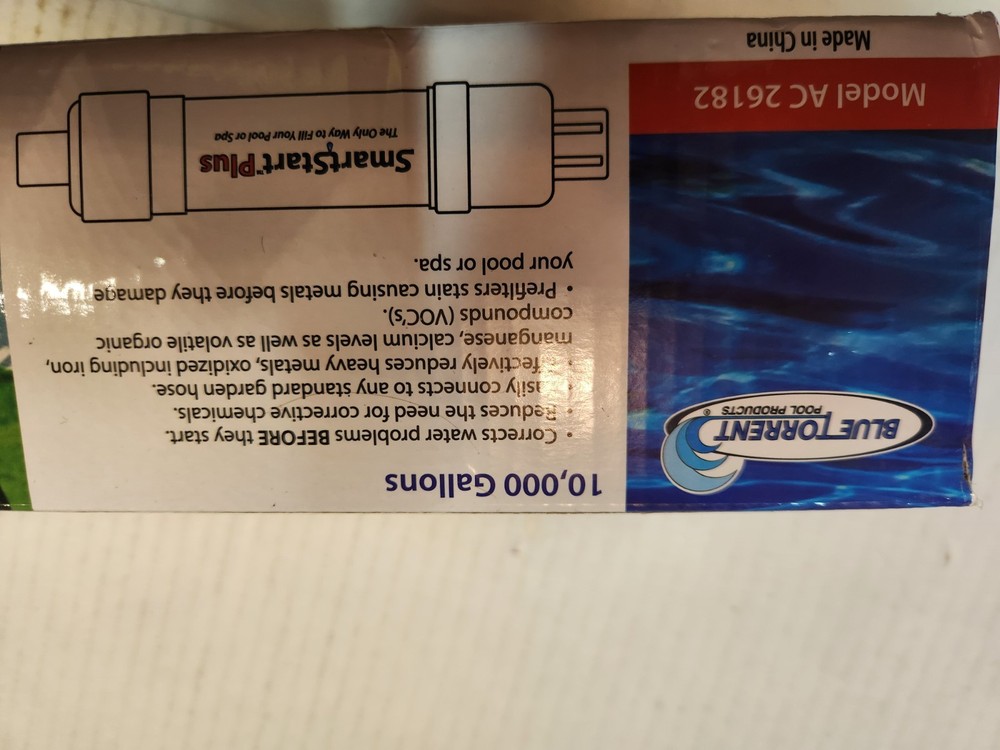 10,000 Gallons
• Corrects water problems BEFORE they start.
• Reduces the need for corrective chemicals.
• Easily connects to any standard garden hose.
• Effectively reduces heavy metals, oxidized including iron,
manganese, calcium levels as well as volatile organic
compounds (VOC's).
• Prefilters stain causing metals before they damage
your pool or spa.
SmartStart™ Plus
The Only Way to Fill Your Pool or Spa
BLUE TORRENT
POOL PRODUCTS ®
Model AC 26182
Made in China